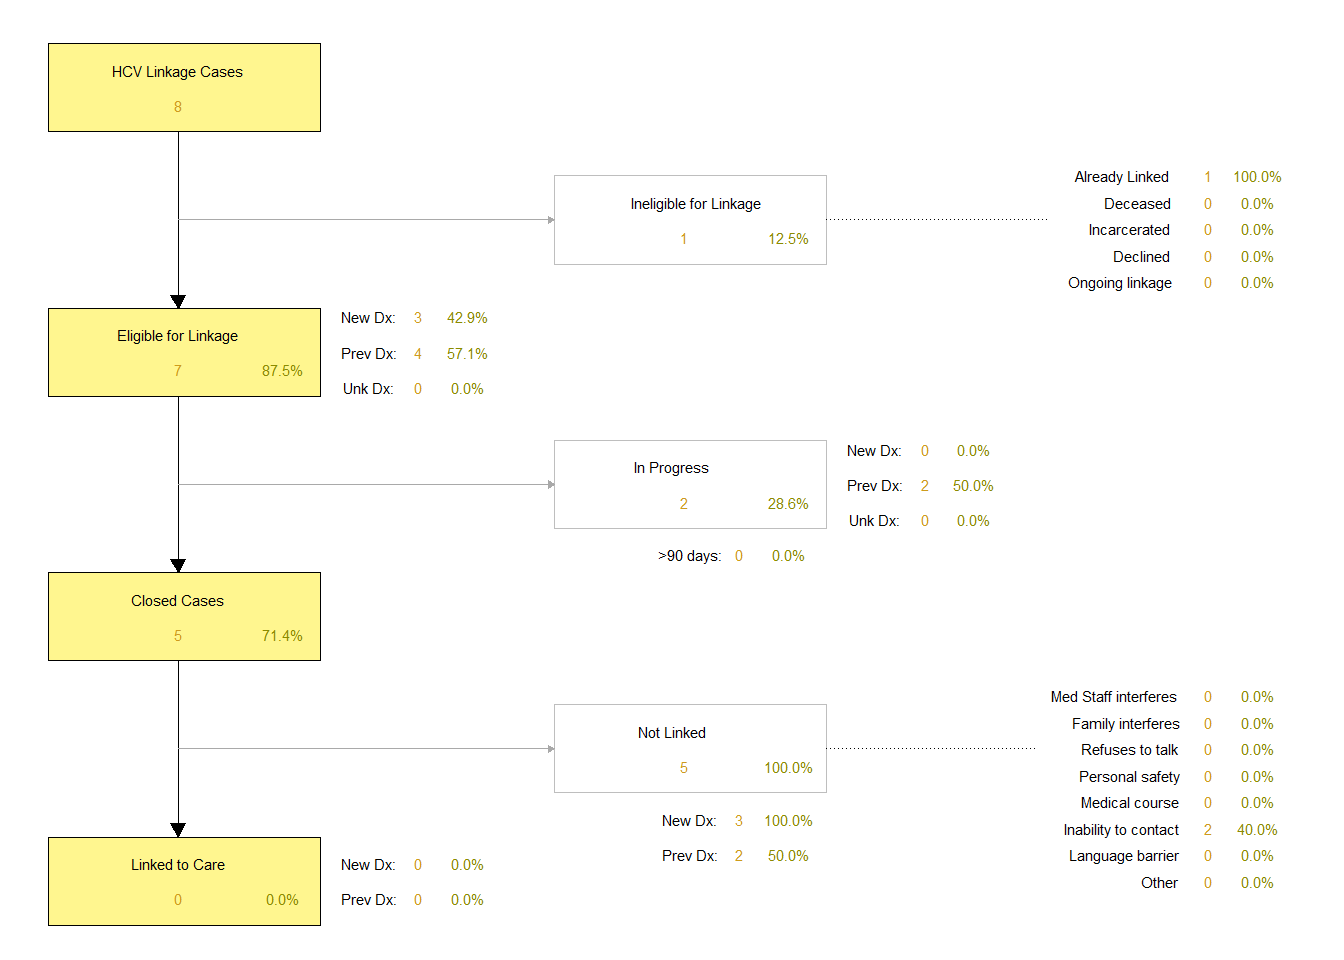 HCV Linkage Cases
8
Ineligible for Linkage
1 12.5%
Already Linked 1 100.0%
Deceased 0 0.0%
Incarcerated 0 0.0%
Declined 0 0.0%
Ongoing linkage 0 0.0%
Eligible for Linkage
7 87.5%
New Dx: 3 42.9%
Prev Dx: 4 57.1%
Unk Dx: 0 0.0%
In Progress
2 28.6%
New Dx: 0 0.0%
Prev Dx: 2 50.0%
Unk Dx: 0 0.0%
>90 days: 0 0.0%
Closed Cases
5 71.4%
Not Linked
5 100.0%
New Dx: 3 100.0%
Prev Dx: 2 50.0%
Med Staff interferes 0 0.0%
Family interferes 0 0.0%
Refuses to talk 0 0.0%
Personal safety 0 0.0%
Medical course 0 0.0%
Inability to contact 2 40.0%
Language barrier 0 0.0%
Other 0 0.0%
Linked to Care
0 0.0%
New Dx: 0 0.0%
Prev Dx: 0 0.0%